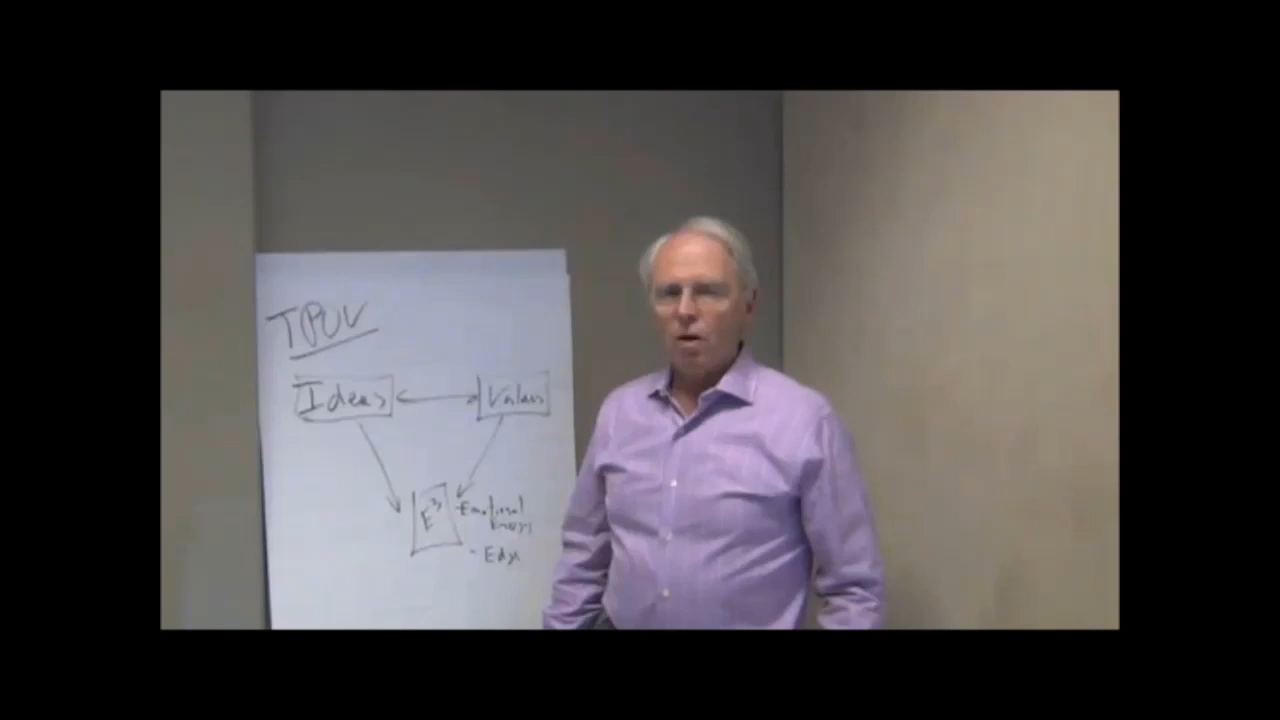 TPOV
Ideas
Values
E³
- Emotional
Energy
- Edge